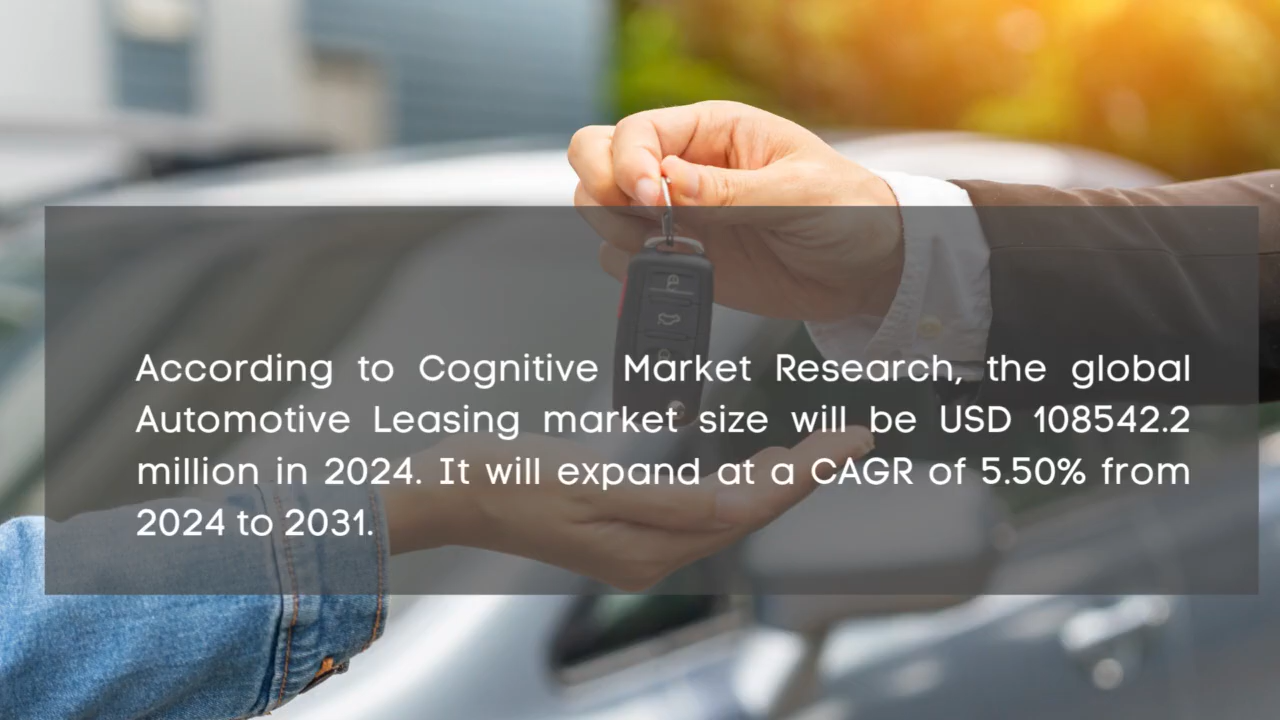 According to Cognitive Market Research, the global
Automotive Leasing market size will be USD 108542.2
million in 2024. It will expand at a CAGR of 5.50% from
2024 to 2031.